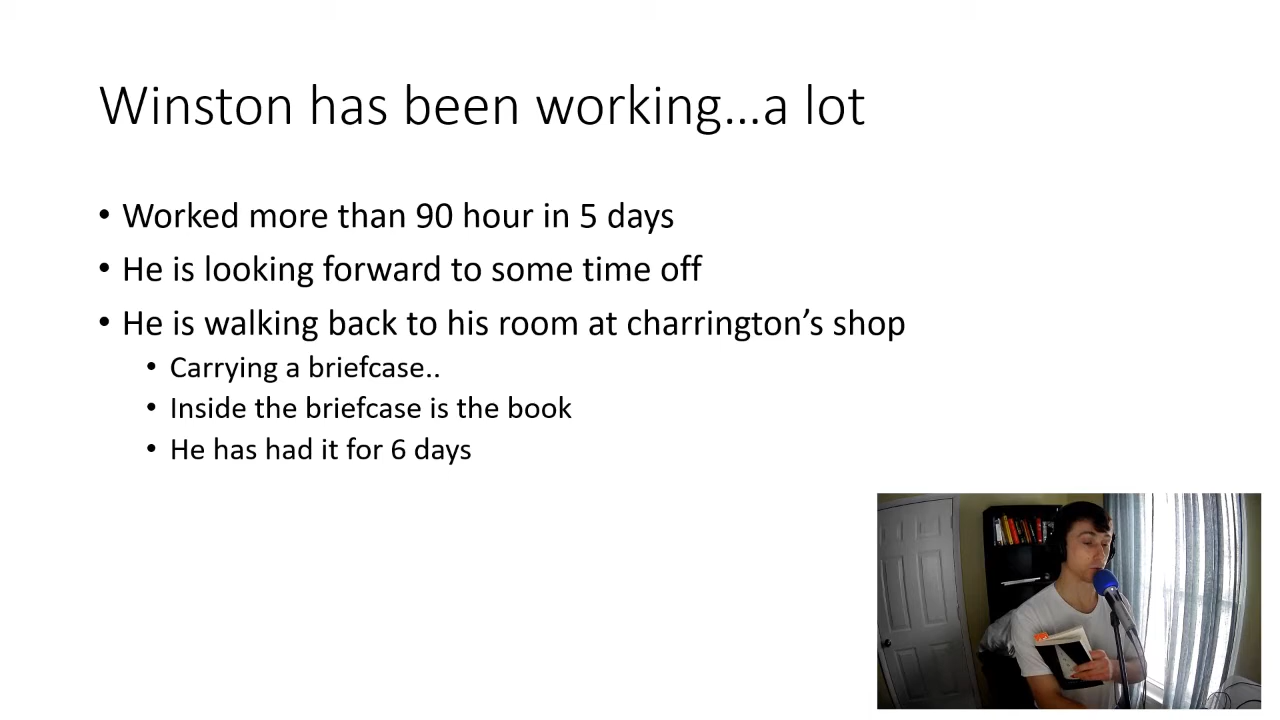 Winston has been working...a lot
• Worked more than 90 hour in 5 days
• He is looking forward to some time off
• He is walking back to his room at charrington’s shop
• Carrying a briefcase..
• Inside the briefcase is the book
• He has had it for 6 days